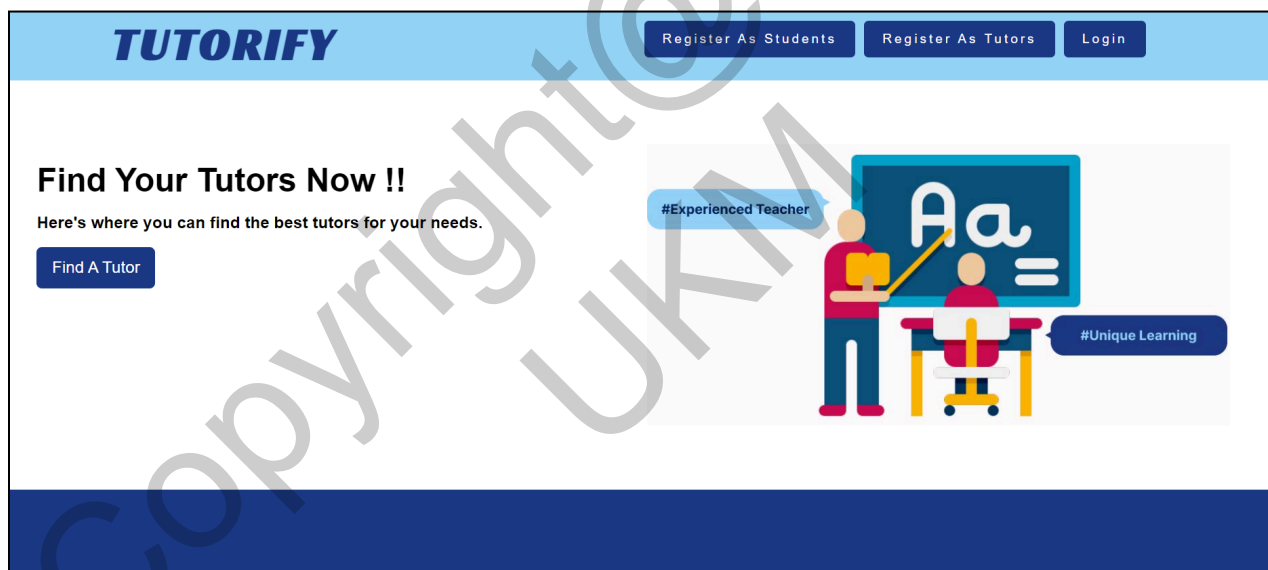 TUTORIFY
Register As Students
Register As Tutors
Login
Find Your Tutors Now !!
Here's where you can find the best tutors for your needs.
Find A Tutor
#Experienced Teacher
Aa
#Unique Learning
Copyright@
UKM